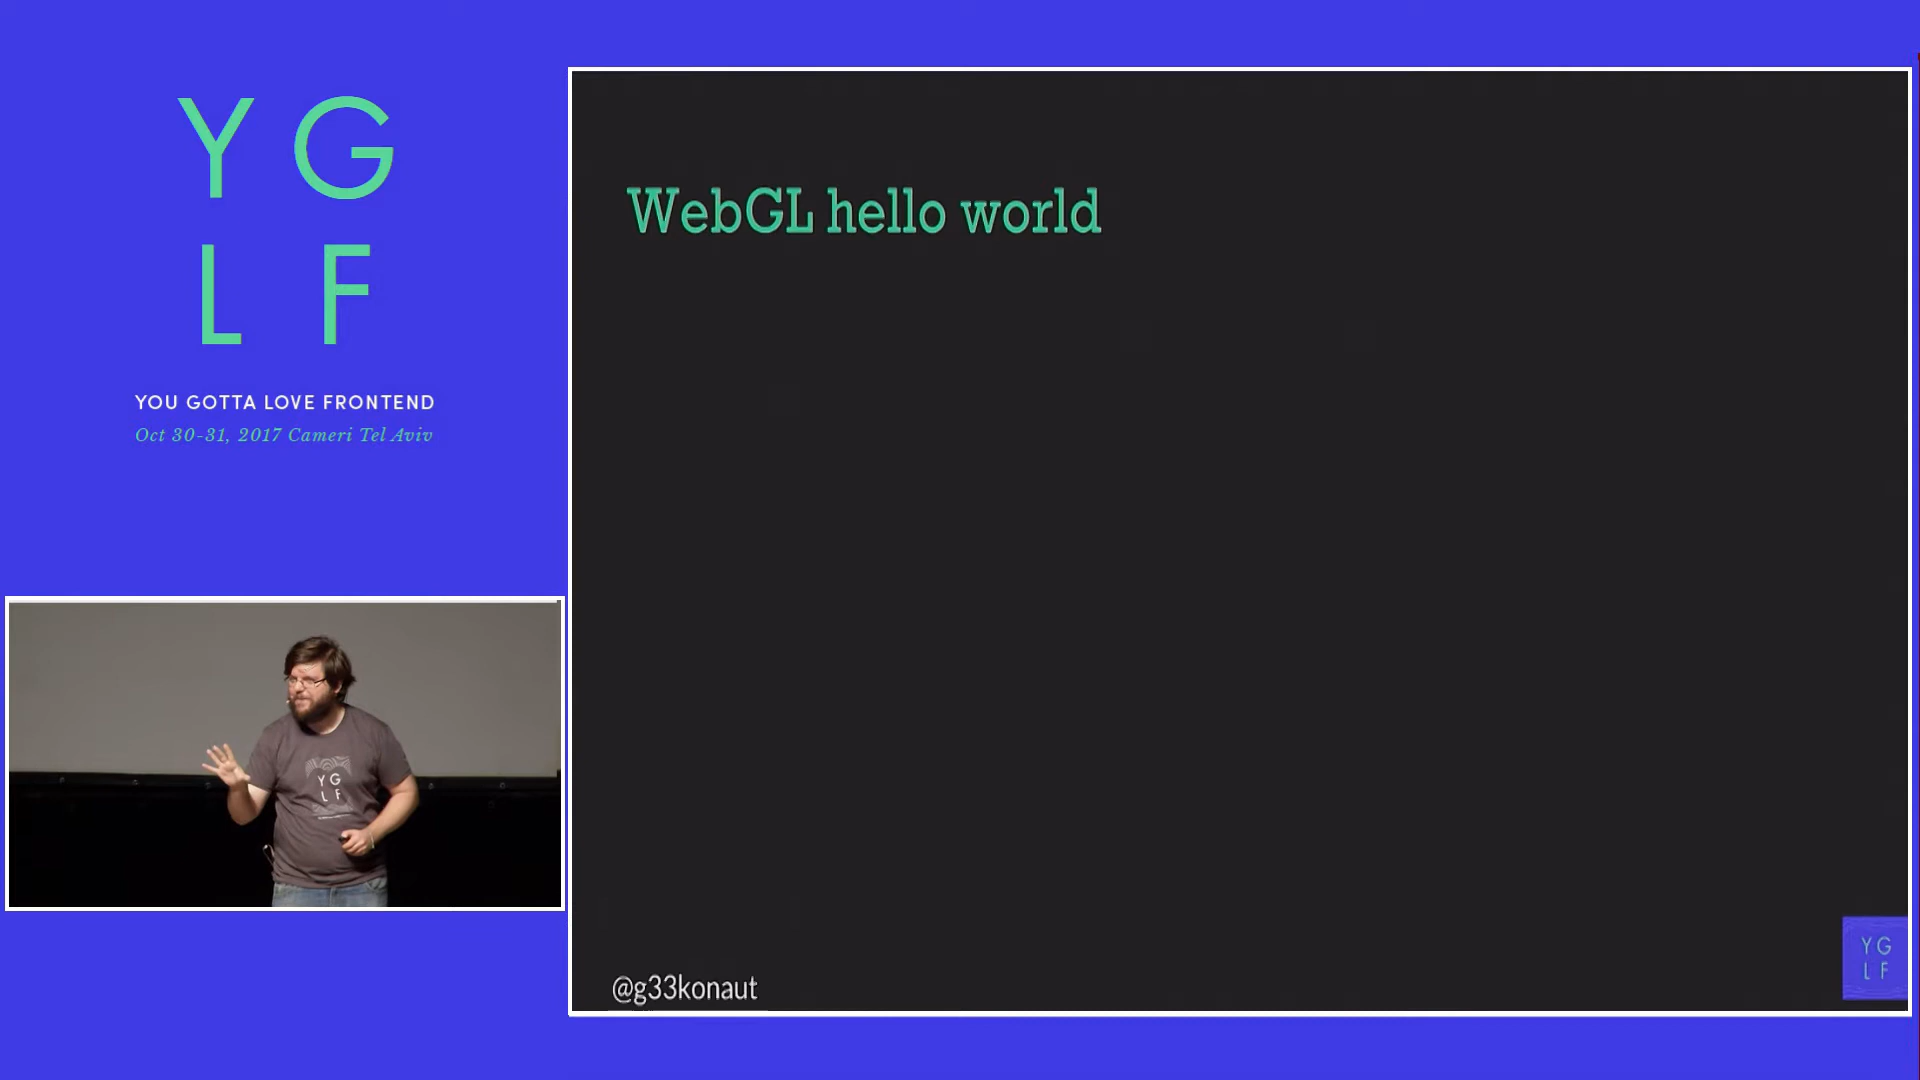 Y G
L F
YOU GOTTA LOVE FRONTEND
Oct 30-31, 2017 Cameri Tel Aviv
WebGL hello world
Y G
L F
@g33konaut
Y G
L F